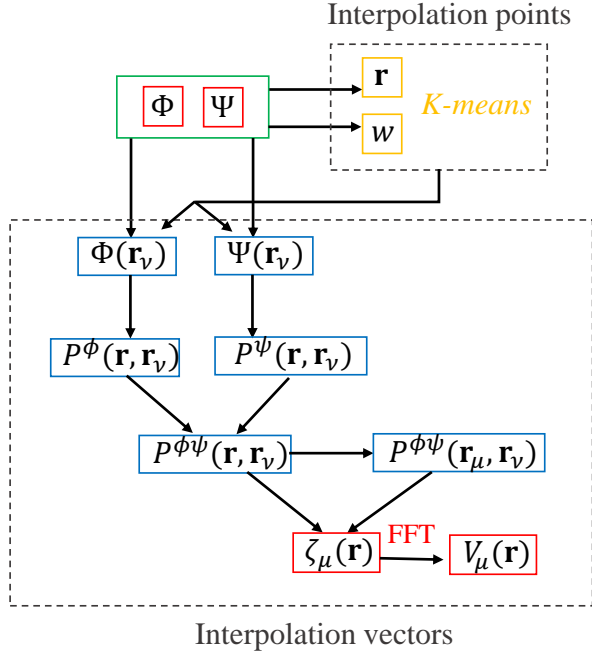 Interpolation points
Φ Ψ
r
K-means
w
Φ(r_ν) Ψ(r_ν)
P^ϕ(r, r_ν) P^ψ(r, r_ν)
P^ϕψ(r, r_ν) P^ϕψ(r_μ, r_ν)
FFT
ζ_μ(r) V_μ(r)
Interpolation vectors